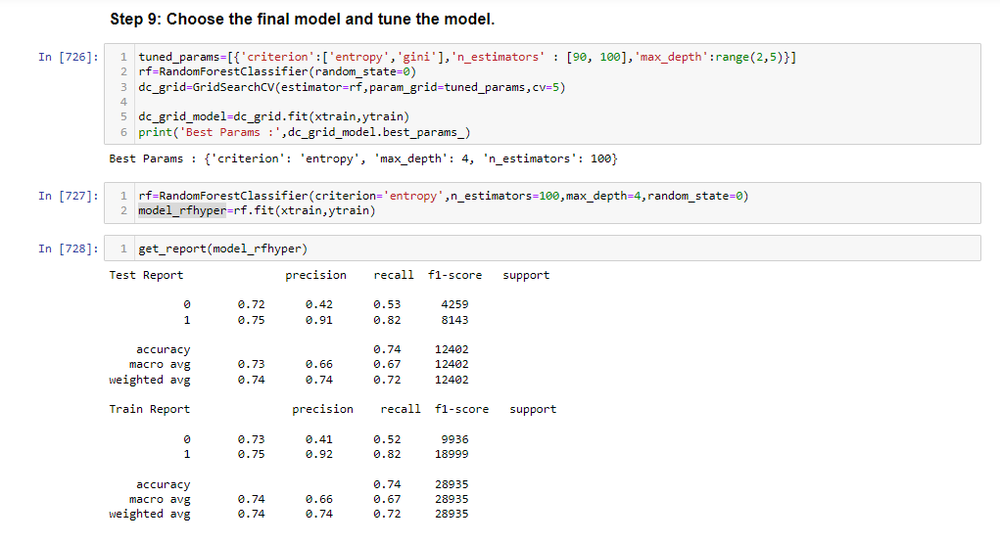 Step 9: Choose the final model and tune the model.
In [726]:
1 tuned_params=[{'criterion':['entropy','gini'],'n_estimators' : [90, 100],'max_depth':range(2,5)}]
2 rf=RandomForestClassifier(random_state=0)
3 dc_grid=GridSearchCV(estimator=rf,param_grid=tuned_params,cv=5)
4
5 dc_grid_model=dc_grid.fit(xtrain,ytrain)
6 print('Best Params :',dc_grid_model.best_params_)
Best Params : {'criterion': 'entropy', 'max_depth': 4, 'n_estimators': 100}
In [727]:
1 rf=RandomForestClassifier(criterion='entropy',n_estimators=100,max_depth=4,random_state=0)
2 model_rfhyper=rf.fit(xtrain,ytrain)
In [728]:
1 get_report(model_rfhyper)
Test Report precision recall f1-score support
0 0.72 0.42 0.53 4259
1 0.75 0.91 0.82 8143
accuracy 0.74 12402
macro avg 0.73 0.66 0.67 12402
weighted avg 0.74 0.74 0.72 12402
Train Report precision recall f1-score support
0 0.73 0.41 0.52 9936
1 0.75 0.92 0.82 18999
accuracy 0.74 28935
macro avg 0.74 0.66 0.67 28935
weighted avg 0.74 0.74 0.72 28935